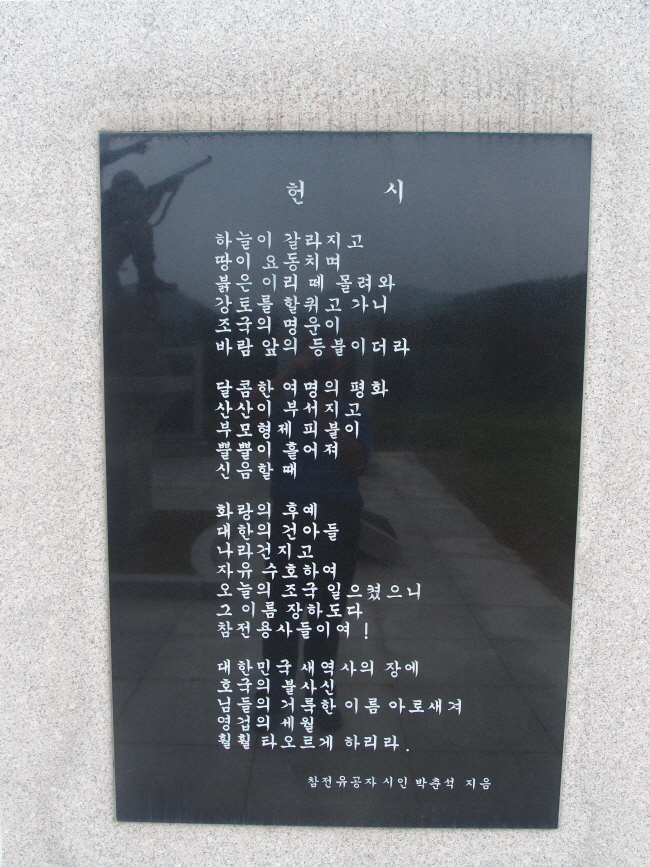 헌 시
하늘이 갈라지고
땅이 요동치며
붉은 이리 떼 몰려와
강토를 할퀴고 가니
조국의 명운이
바람 앞의 등불이더라
달콤한 여명의 평화
산산이 부서지고
부모형제 피붙이
뿔뿔이 흩어져
신음할 때
화랑의 후예
대한의 건아들
나라건지고
자유 수호하여
오늘의 조국 일으켰으니
그 이름 장하도다
참전용사들이여 !
대한민국 새역사의 장에
호국의 불사신
님들의 거룩한 이름 아로새겨
영겁의 세월
훨훨 타오르게 하리라.
참전유공자 시인 박춘석 지음